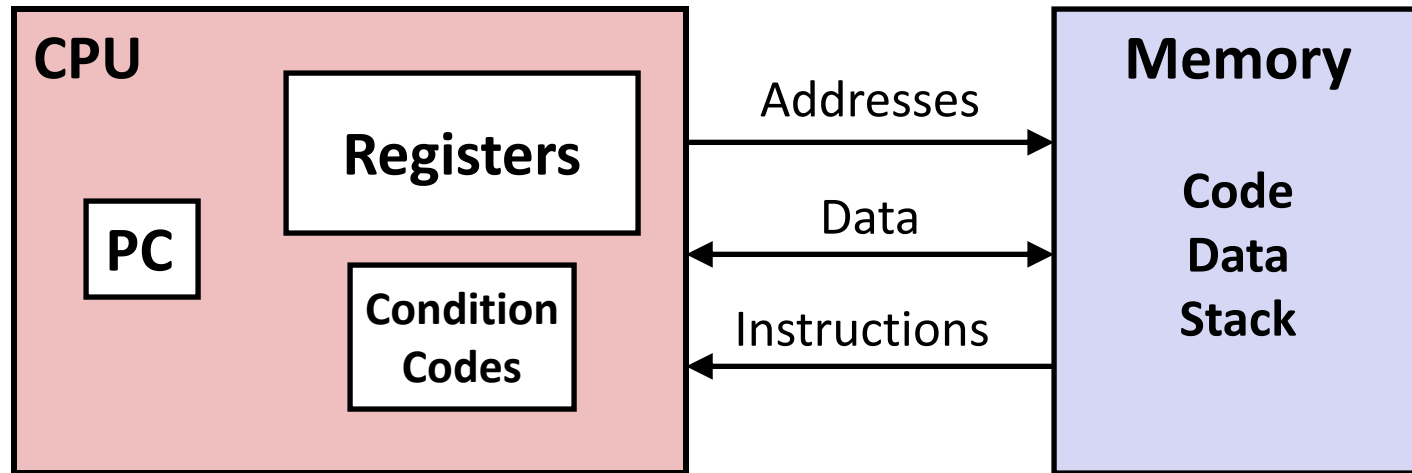 CPU
Registers
PC
Condition
Codes
Addresses
Data
Instructions
Memory
Code
Data
Stack